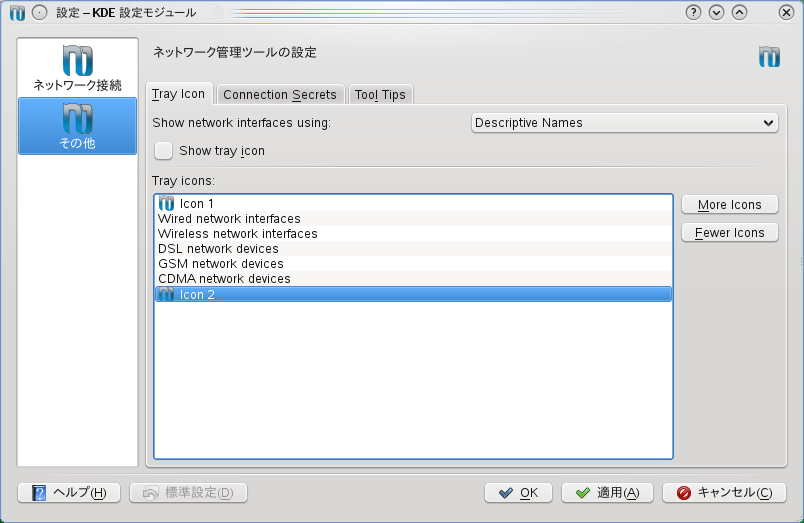 設定 – KDE 設定モジュール
ネットワーク接続
その他
ネットワーク管理ツールの設定
Tray Icon
Connection Secrets
Tool Tips
Show network interfaces using:
Descriptive Names
Show tray icon
Tray icons:
Icon 1
Wired network interfaces
Wireless network interfaces
DSL network devices
GSM network devices
CDMA network devices
Icon 2
More Icons
Fewer Icons
ヘルプ(H)
標準設定(D)
OK
適用(A)
キャンセル(C)